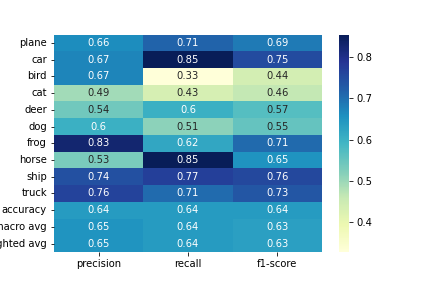 plane 0.66 0.71 0.69
car 0.67 0.85 0.75
bird 0.67 0.33 0.44
cat 0.49 0.43 0.46
deer 0.54 0.6 0.57
dog 0.6 0.51 0.55
frog 0.83 0.62 0.71
horse 0.53 0.85 0.65
ship 0.74 0.77 0.76
truck 0.76 0.71 0.73
accuracy 0.64 0.64 0.64
nacro avg 0.65 0.64 0.63
ghted avg 0.65 0.64 0.63
precision recall f1-score
0.8
0.7
0.6
0.5
0.4